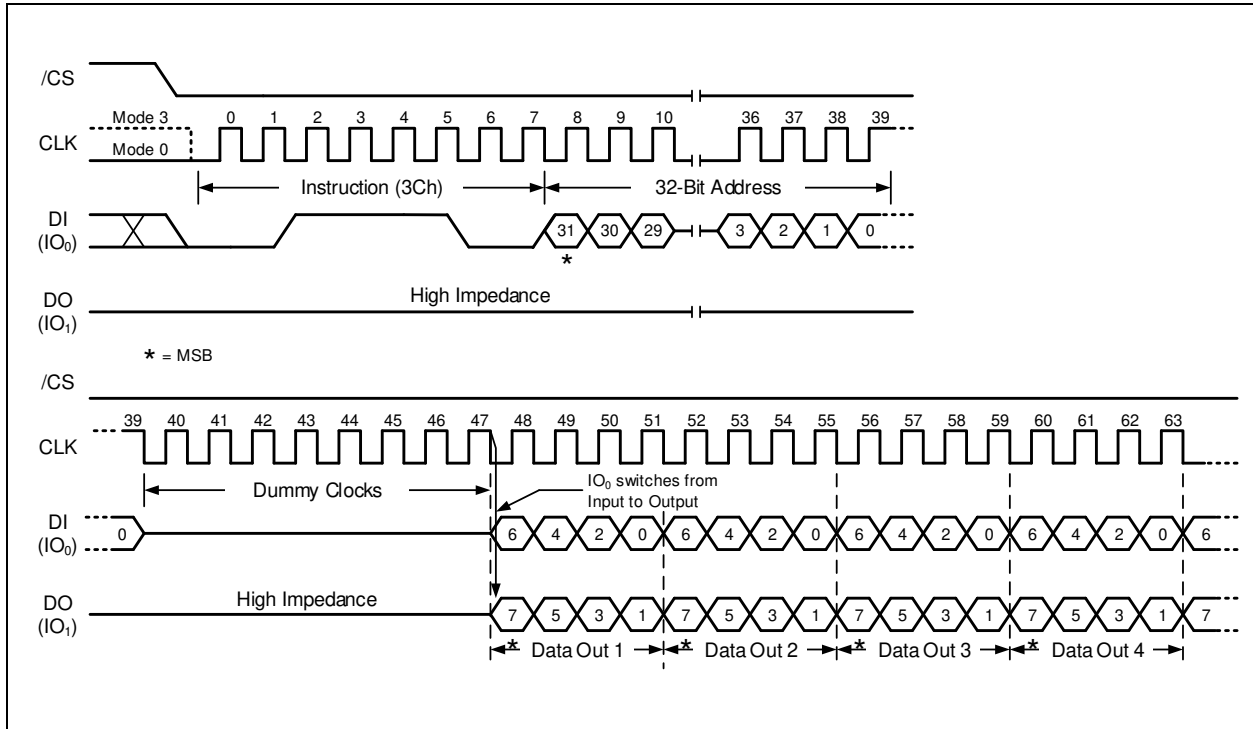 /CS
Mode 3 0 1 2 3 4 5 6 7 8 9 10 36 37 38 39
CLK
Mode 0
Instruction (3Ch) 32-Bit Address
DI
(IO₀)
31 30 29 3 2 1 0
*
High Impedance
DO
(IO₁)
* = MSB
/CS
39 40 41 42 43 44 45 46 47 48 49 50 51 52 53 54 55 56 57 58 59 60 61 62 63
CLK
Dummy Clocks
IO₀ switches from
Input to Output
DI
(IO₀)
0 6 4 2 0 6 4 2 0 6 4 2 0 6 4 2 0 6
High Impedance
DO
(IO₁)
7 5 3 1 7 5 3 1 7 5 3 1 7 5 3 1 7
* Data Out 1 * Data Out 2 * Data Out 3 * Data Out 4